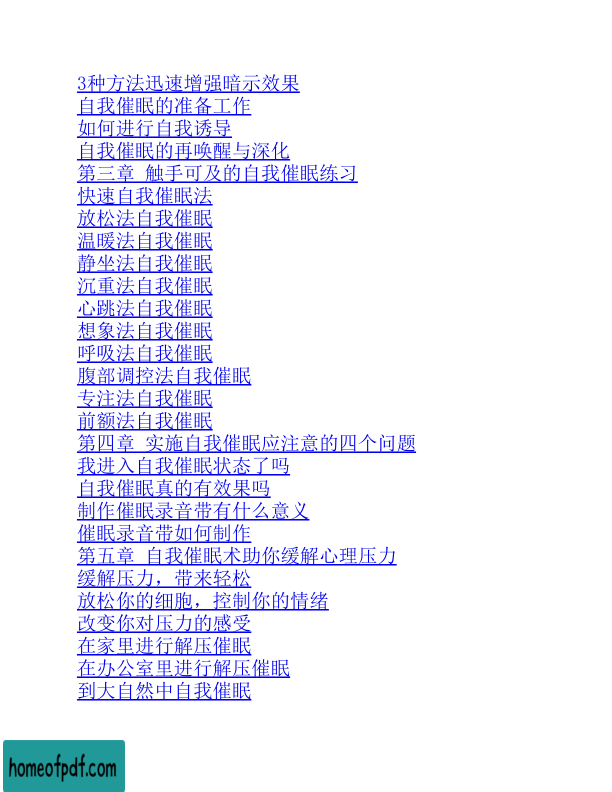 3种方法迅速增强暗示效果
自我催眠的准备工作
如何进行自我诱导
自我催眠的再唤醒与深化
第三章 触手可及的自我催眠练习
快速自我催眠法
放松法自我催眠
温暖法自我催眠
静坐法自我催眠
沉重法自我催眠
心跳法自我催眠
想象法自我催眠
呼吸法自我催眠
腹部调控法自我催眠
专注法自我催眠
前额法自我催眠
第四章 实施自我催眠应注意的四个问题
我进入自我催眠状态了吗
自我催眠真的有效果吗
制作催眠录音带有什么意义
催眠录音带如何制作
第五章 自我催眠术助你缓解心理压力
缓解压力，带来轻松
放松你的细胞，控制你的情绪
改变你对压力的感受
在家里进行解压催眠
在办公室里进行解压催眠
到大自然中自我催眠
homeofpdf.com